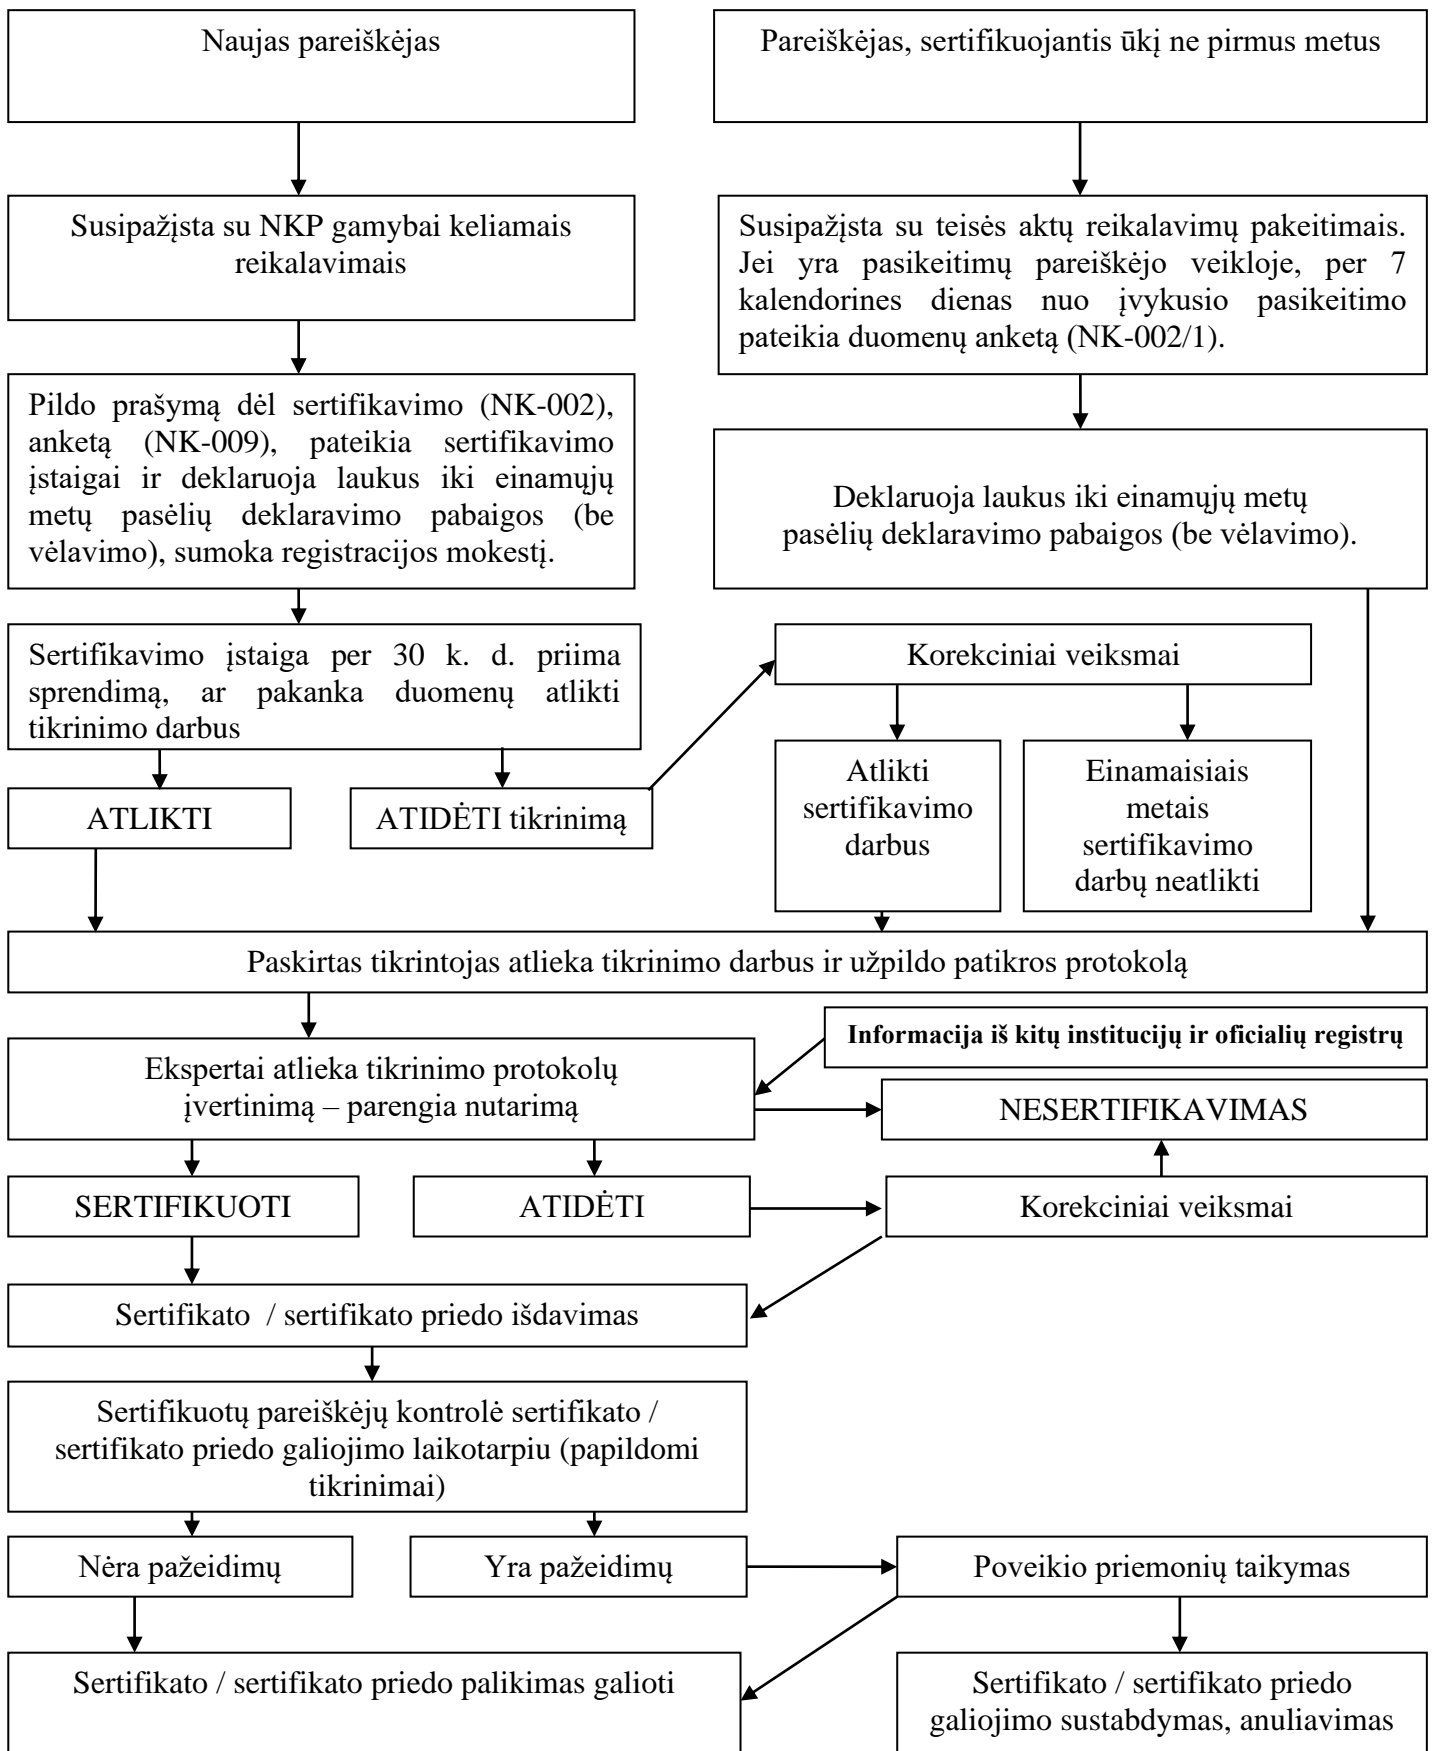 Naujas pareiškėjas
Pareiškėjas, sertifikuojantis ūkį ne pirmus metus
Susipažįsta su NKP gamybai keliamais
reikalavimais
Susipažįsta su teisės aktų reikalavimų pakeitimais.
Jei yra pasikeitimų pareiškėjo veikloje, per 7
kalendorines dienas nuo įvykusio pasikeitimo
pateikia duomenų anketą (NK-002/1).
Pildo prašymą dėl sertifikavimo (NK-002),
anketą (NK-009), pateikia sertifikavimo
įstaigai ir deklaruoja laukus iki einamųjų
metų pasėlių deklaravimo pabaigos (be
vėlavimo), sumoka registracijos mokestį.
Deklaruoja laukus iki einamųjų metų
pasėlių deklaravimo pabaigos (be vėlavimo).
Sertifikavimo įstaiga per 30 k. d. priima
sprendimą, ar pakanka duomenų atlikti
tikrinimo darbus
Korekciniai veiksmai
ATLIKTI
ATIDĖTI tikrinimą
Atlikti
sertifikavimo
darbus
Einamaisiais
metais
sertifikavimo
darbų neatlikti
Paskirtas tikrintojas atlieka tikrinimo darbus ir užpildo patikros protokolą
Informacija iš kitų institucijų ir oficialių registrų
Ekspertai atlieka tikrinimo protokolų
įvertinimą – parengia nutarimą
NESERTIFIKAVIMAS
SERTIFIKUOTI
ATIDĖTI
Korekciniai veiksmai
Sertifikato / sertifikato priedo išdavimas
Sertifikuotų pareiškėjų kontrolė sertifikato /
sertifikato priedo galiojimo laikotarpiu (papildomi
tikrinimai)
Nėra pažeidimų
Yra pažeidimų
Poveikio priemonių taikymas
Sertifikato / sertifikato priedo palikimas galioti
Sertifikato / sertifikato priedo
galiojimo sustabdymas, anuliavimas